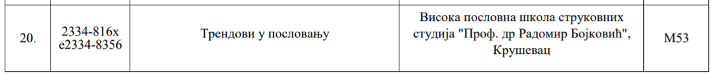 20.
2334-816x
e2334-8356
Трендови у пословању
Висока пословна школа струковних
студија "Проф. др Радомир Бојковић",
Крушевац
М53